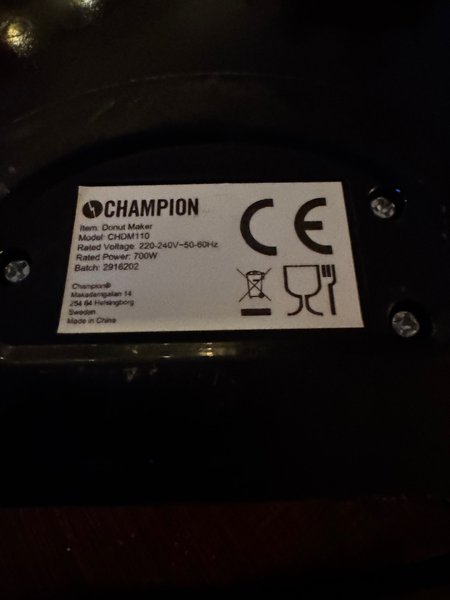 CHAMPION
Item: Donut Maker
Model: CHDM110
Rated Voltage: 220-240V~50-60Hz
Rated Power: 700W
Batch: 2916202
Champion®
Makadamgatan 14
254 64 Helsingborg
Sweden
Made in China
CE